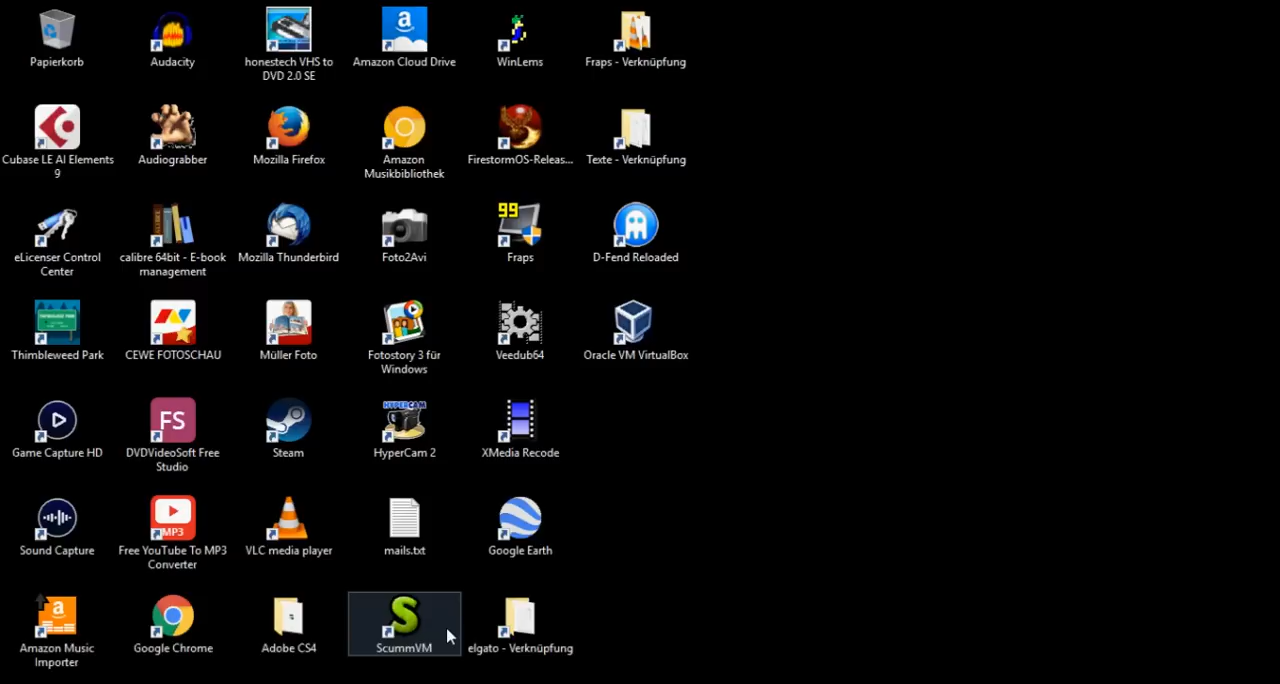 Papierkorb
Audacity
honestech VHS to
DVD 2.0 SE
a
Amazon Cloud Drive
WinLems
Fraps - Verknüpfung
Cubase LE AI Elements
9
Audiograbber
Mozilla Firefox
Amazon
Musikbibliothek
FirestormOS-Releas...
Texte - Verknüpfung
eLicenser Control
Center
calibre 64bit - E-book
management
Mozilla Thunderbird
Foto2Avi
99
Fraps
D-Fend Reloaded
THIMBLEWEED PARK
Thimbleweed Park
CEWE FOTOSCHAU
Müller Foto
Fotostory 3 für
Windows
Veedub64
Oracle VM VirtualBox
Game Capture HD
FS
DVDVideoSoft Free
Studio
Steam
HYPERCAM
HyperCam 2
XMedia Recode
Sound Capture
MP3
Free YouTube To MP3
Converter
VLC media player
mails.txt
Google Earth
a
Amazon Music
Importer
Google Chrome
Adobe CS4
S
ScummVM
elgato - Verknüpfung